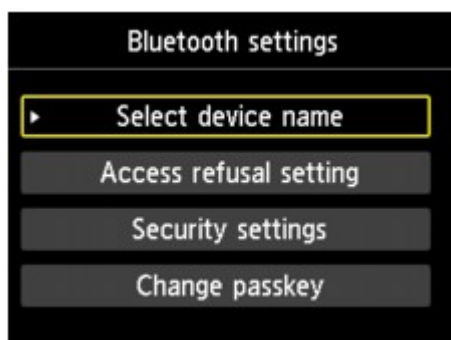 Bluetooth settings
Select device name
Access refusal setting
Security settings
Change passkey